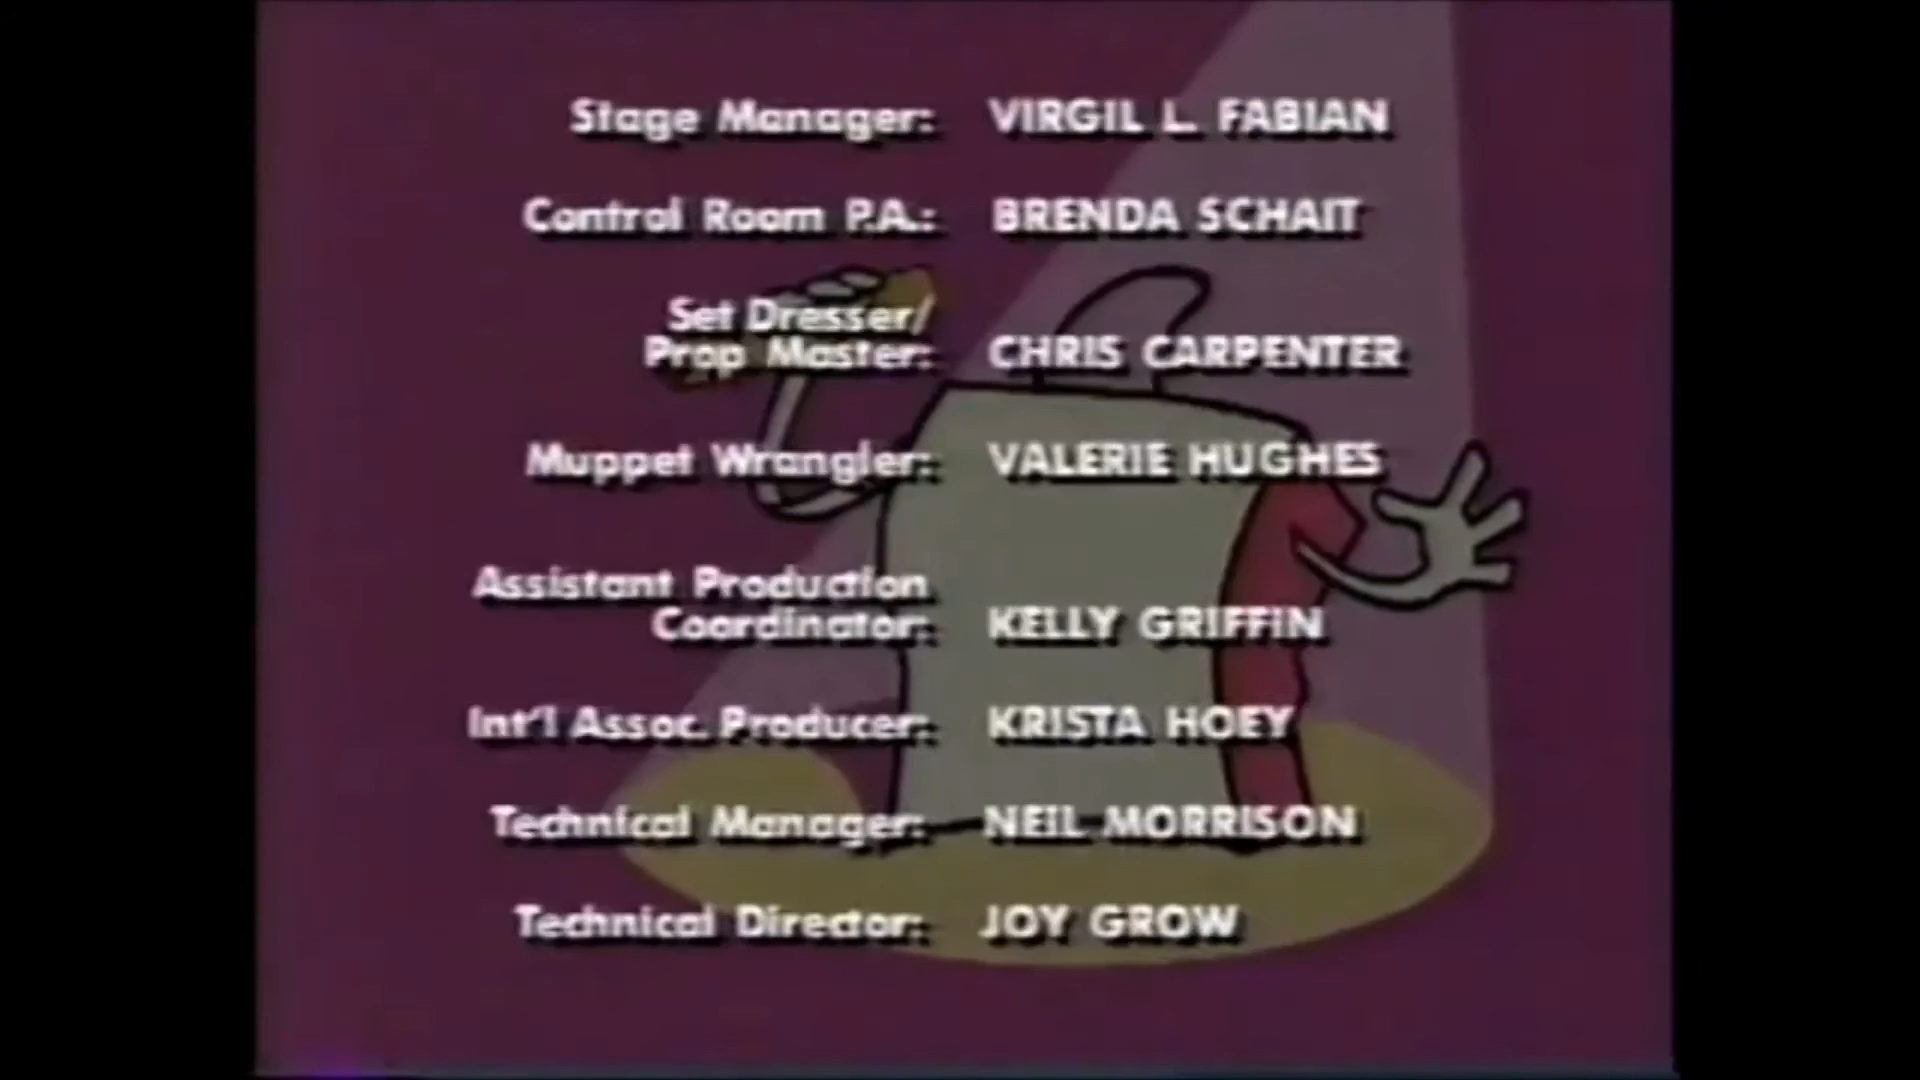 Stage Manager: VIRGIL L. FABIAN
Control Room P.A.: BRENDA SCHAIT
Set Dresser/
Prop Master: CHRIS CARPENTER
Muppet Wrangler: VALERIE HUGHES
Assistant Production
Coordinator: KELLY GRIFFIN
Int'l Assoc. Producer: KRISTA HOEY
Technical Manager: NEIL MORRISON
Technical Director: JOY GROW